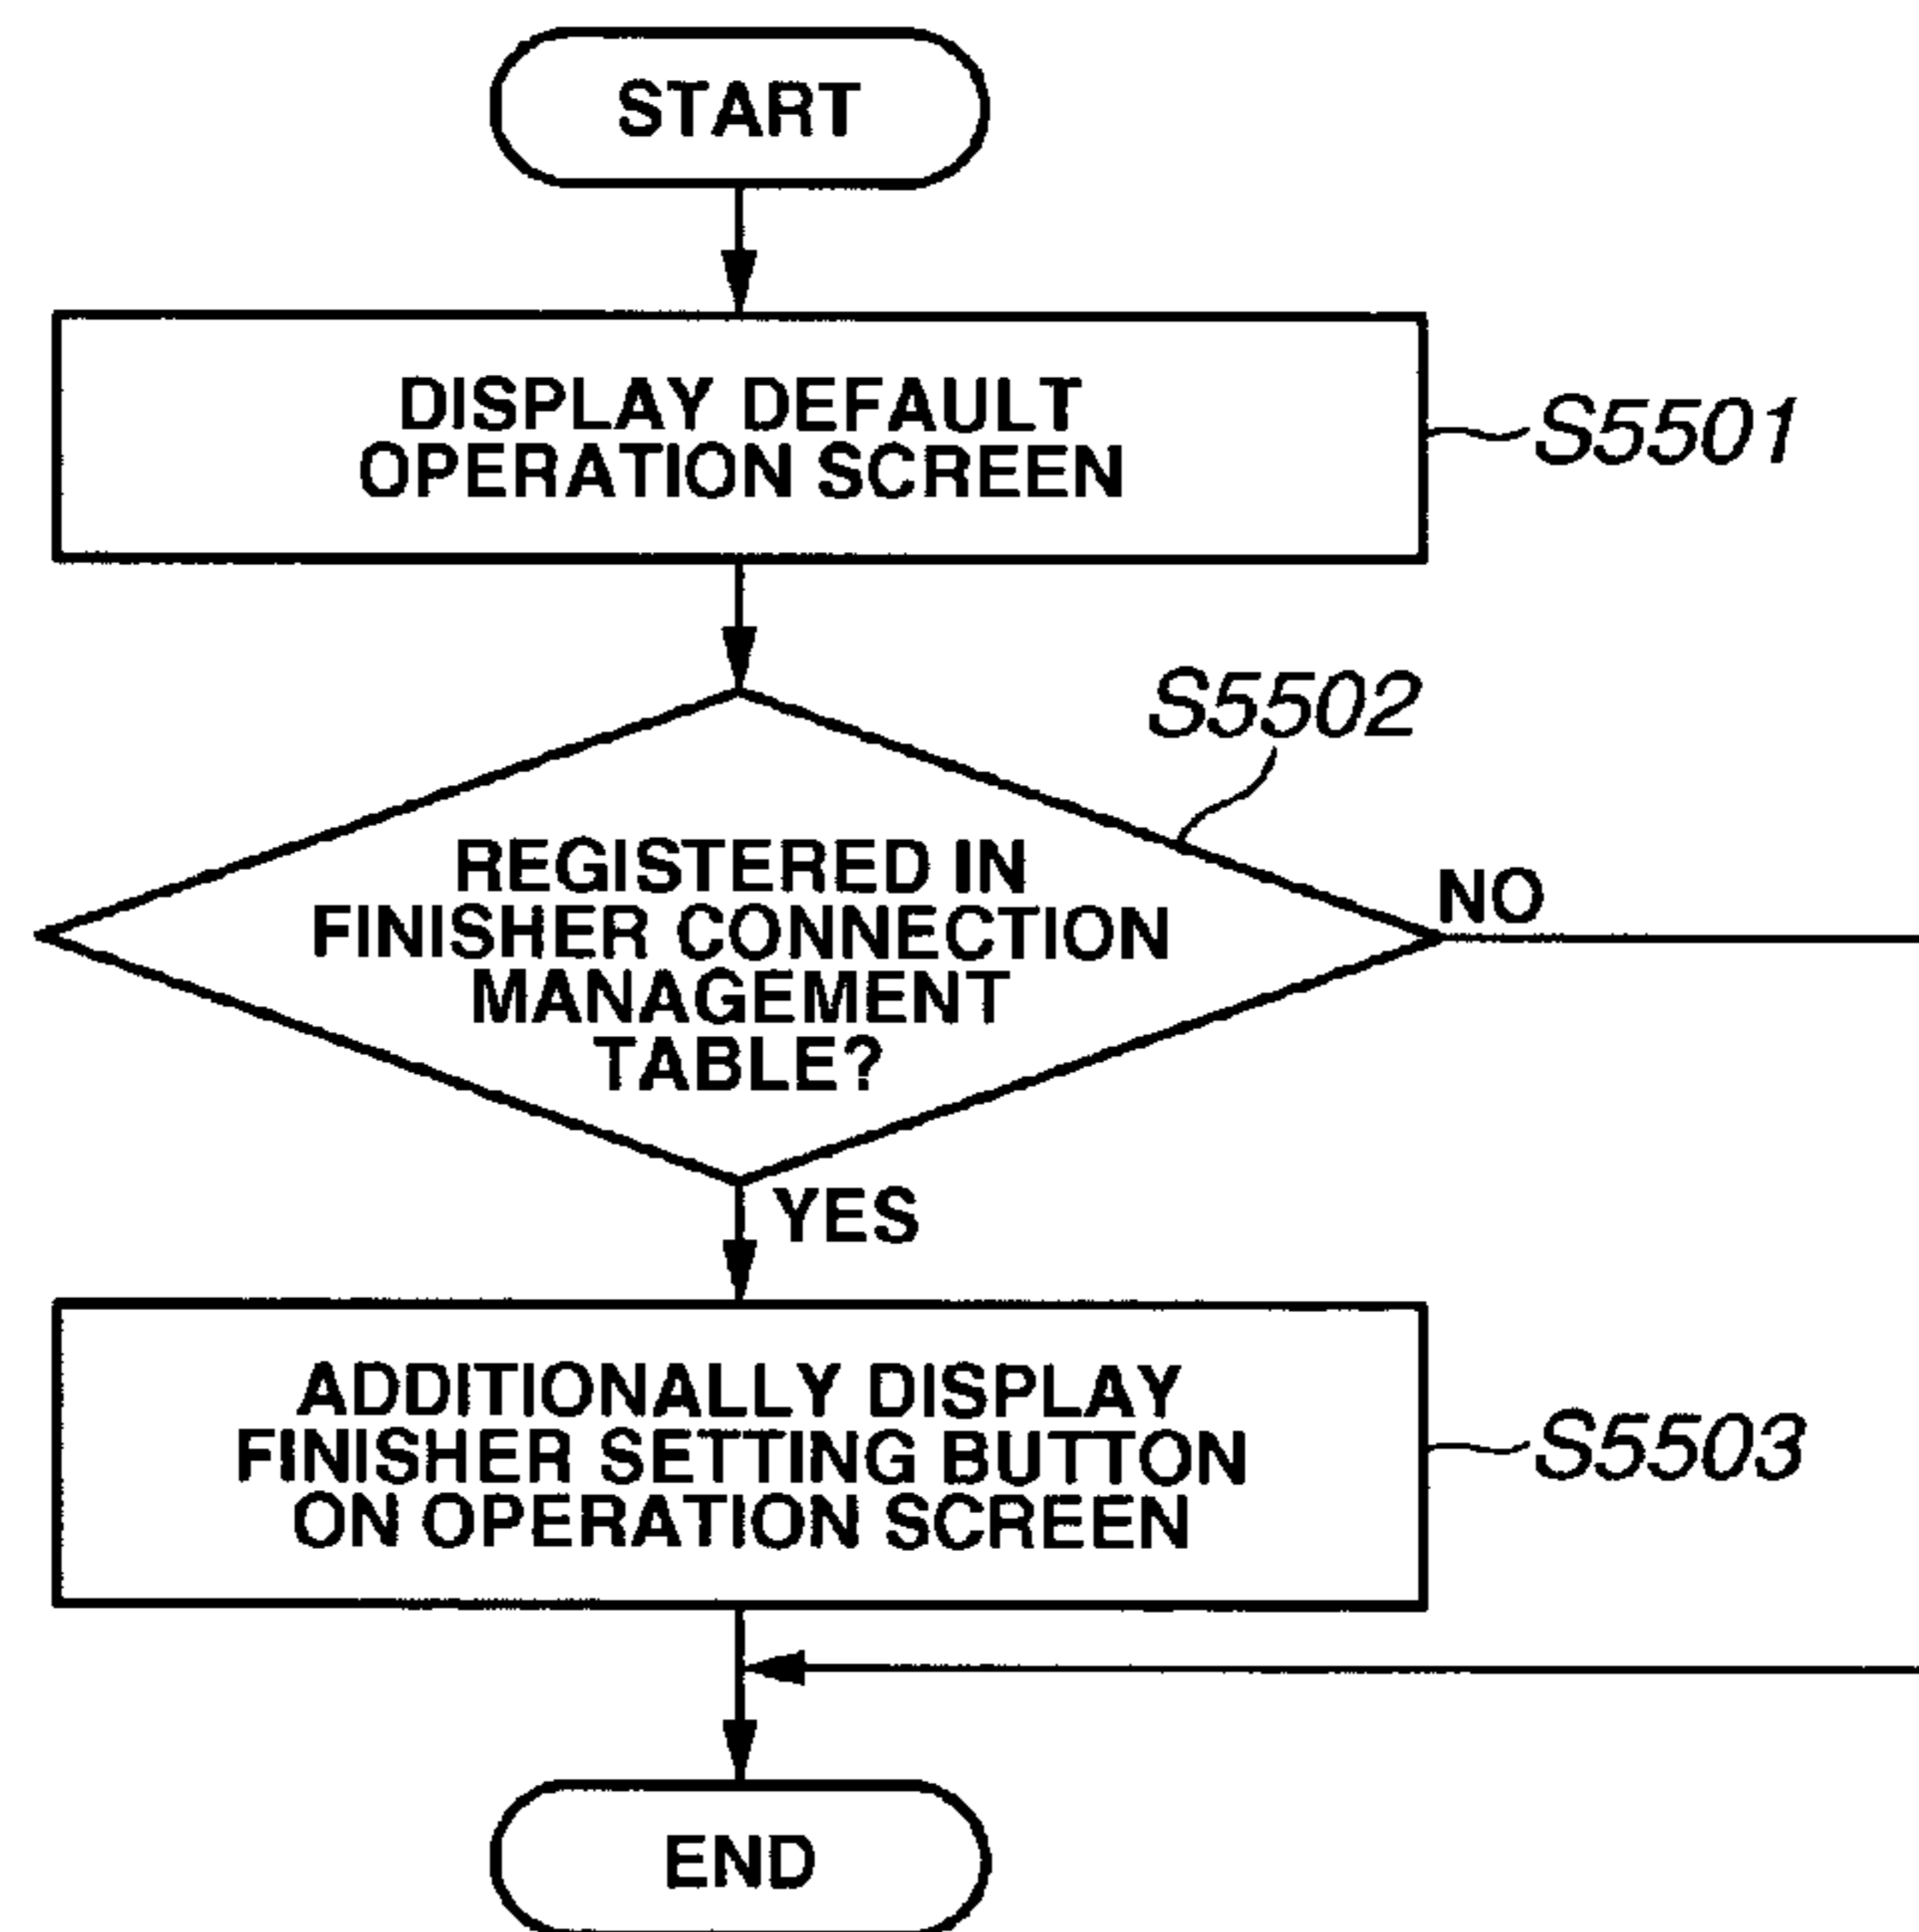 START
DISPLAY DEFAULT
OPERATION SCREEN
S5501
S5502
REGISTERED IN
FINISHER CONNECTION
MANAGEMENT
TABLE?
NO
YES
ADDITIONALLY DISPLAY
FINISHER SETTING BUTTON
ON OPERATION SCREEN
S5503
END